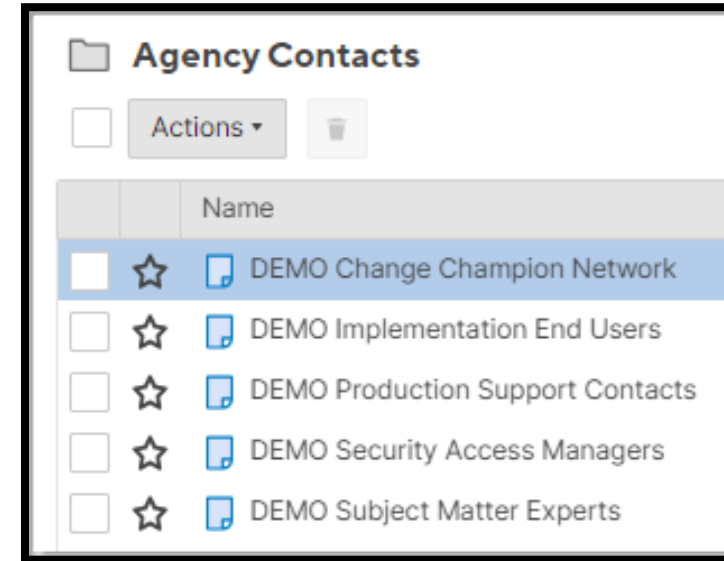 Agency Contacts
Actions
Name
DEMO Change Champion Network
DEMO Implementation End Users
DEMO Production Support Contacts
DEMO Security Access Managers
DEMO Subject Matter Experts